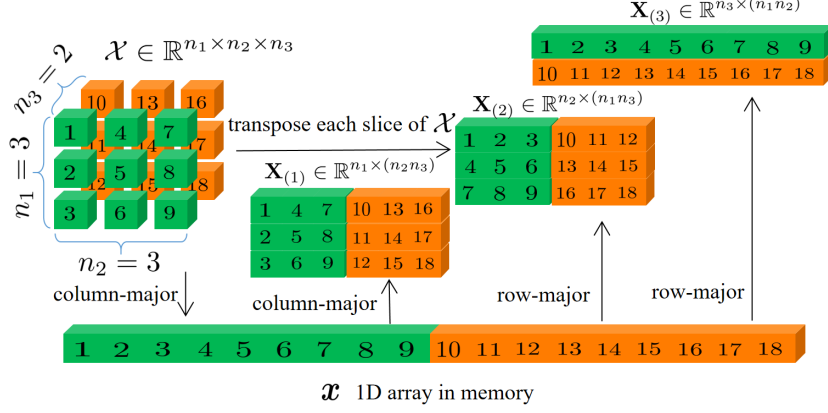 X₍₃₎ ∈ ℝ^{n₃×(n₁n₂)}
1 2 3 4 5 6 7 8 9
10 11 12 13 14 15 16 17 18
𝒳 ∈ ℝ^{n₁×n₂×n₃}
n₃ = 2
n₁ = 3
n₂ = 3
10 13 16
11 14 17
12 15 18
1 4 7
2 5 8
3 6 9
transpose each slice of 𝒳
X₍₂₎ ∈ ℝ^{n₂×(n₁n₃)}
1 2 3 10 11 12
4 5 6 13 14 15
7 8 9 16 17 18
X₍₁₎ ∈ ℝ^{n₁×(n₂n₃)}
1 4 7 10 13 16
2 5 8 11 14 17
3 6 9 12 15 18
column-major
column-major
row-major
row-major
1 2 3 4 5 6 7 8 9 10 11 12 13 14 15 16 17 18
x 1D array in memory